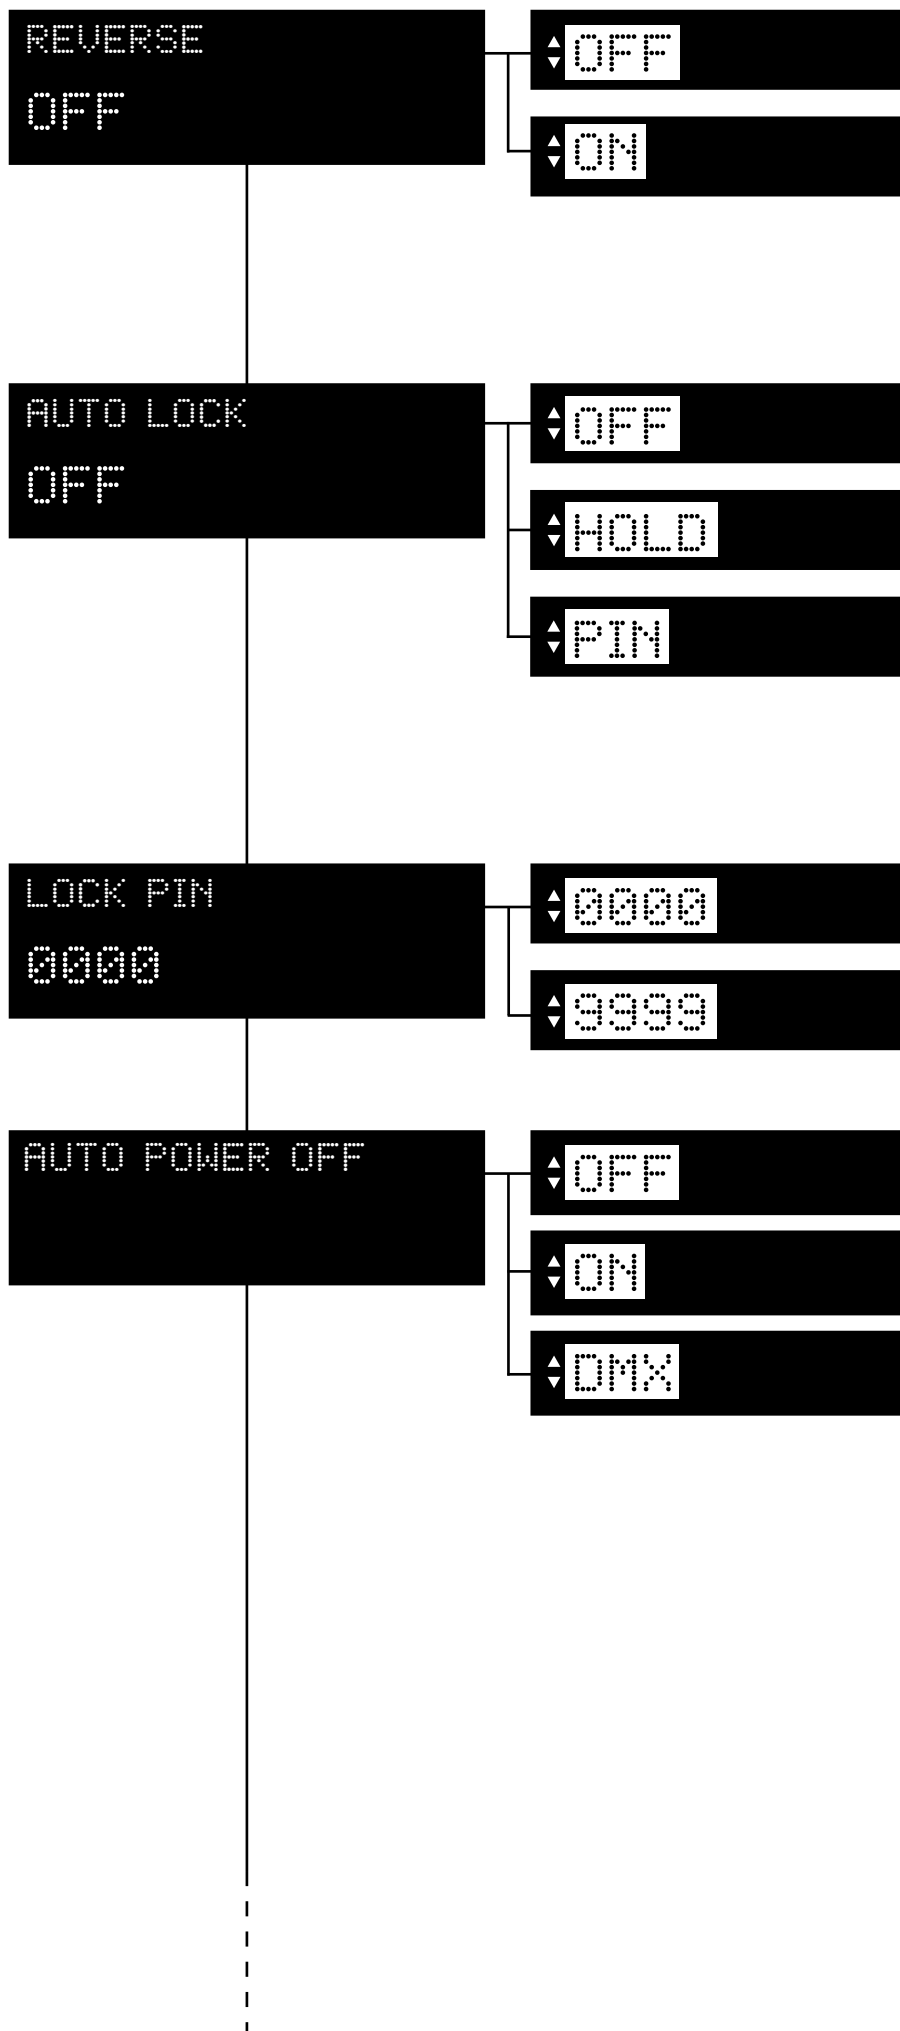 REVERSE
OFF
OFF
ON
AUTO LOCK
OFF
OFF
HOLD
PIN
LOCK PIN
0000
0000
9999
AUTO POWER OFF
OFF
ON
DMX